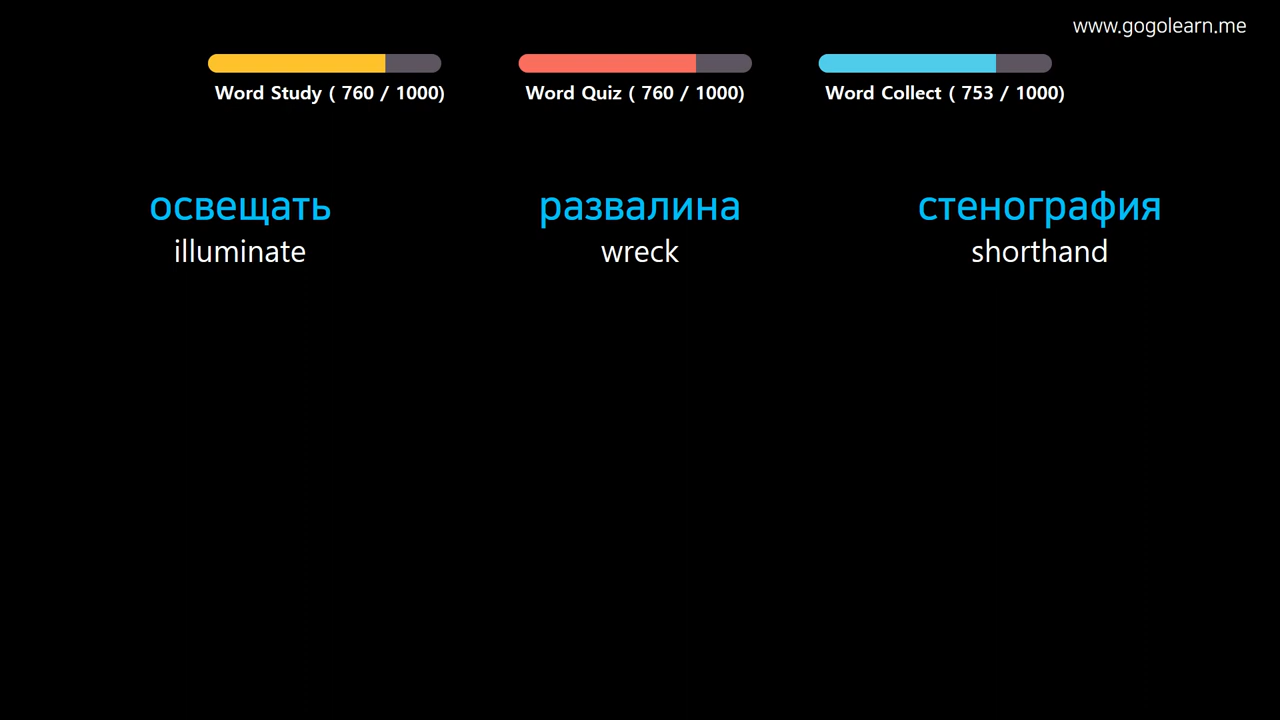 www.gogolearn.me
Word Study ( 760 / 1000)
Word Quiz ( 760 / 1000)
Word Collect ( 753 / 1000)
освещать
illuminate
развалина
wreck
стенография
shorthand